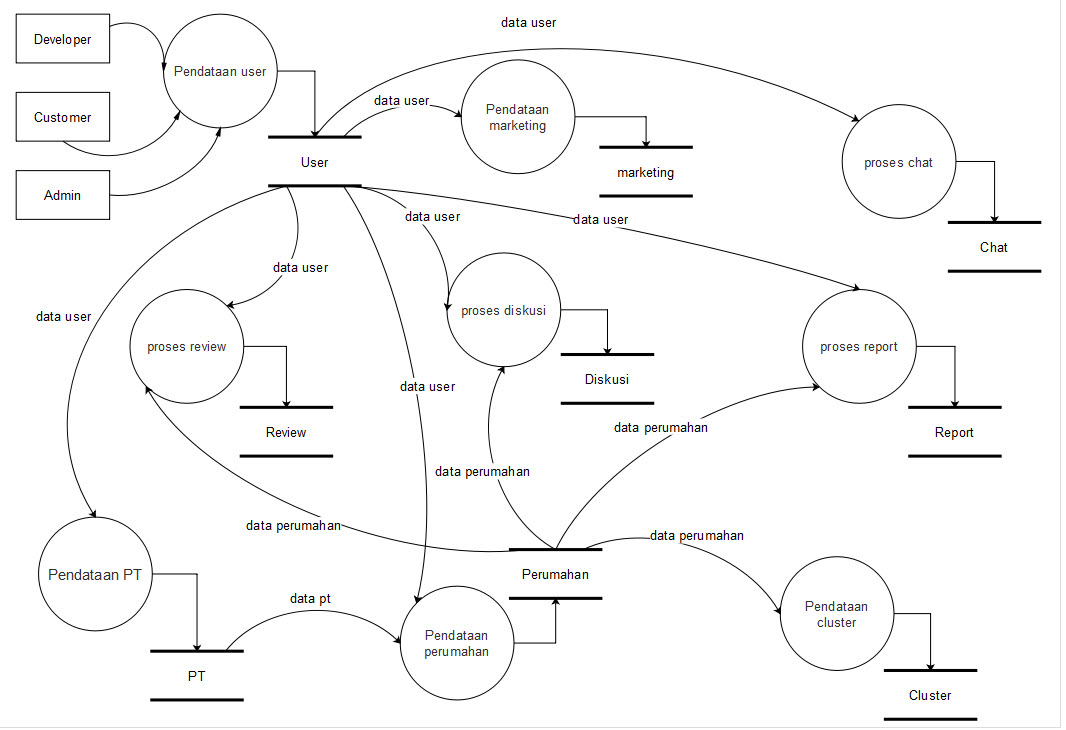 data user
Developer
Pendataan user
Customer
Admin
User
data user
Pendataan
marketing
marketing
proses chat
Chat
data user
data user
data user
data user
proses review
Review
proses diskusi
Diskusi
data user
proses report
Report
data perumahan
data perumahan
data perumahan
data perumahan
Pendataan PT
PT
data pt
Pendataan
perumahan
Perumahan
Pendataan
cluster
Cluster